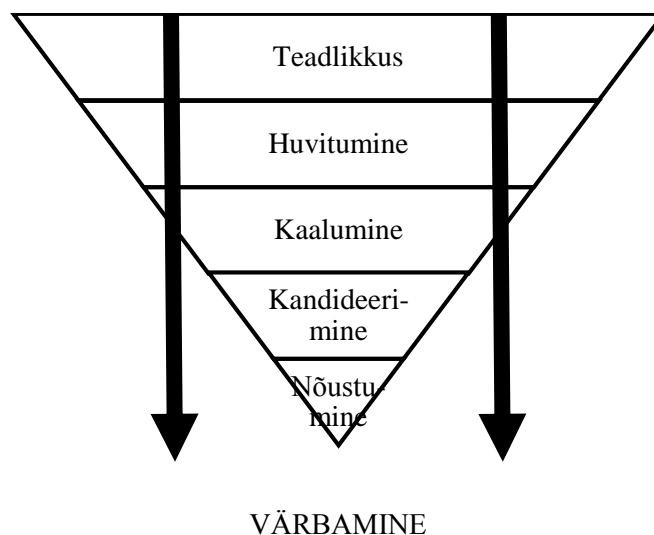 Teadlikkus
Huvitumine
Kaalumine
Kandideeri-
mine
Nõustu-
mine
VÄRBAMINE